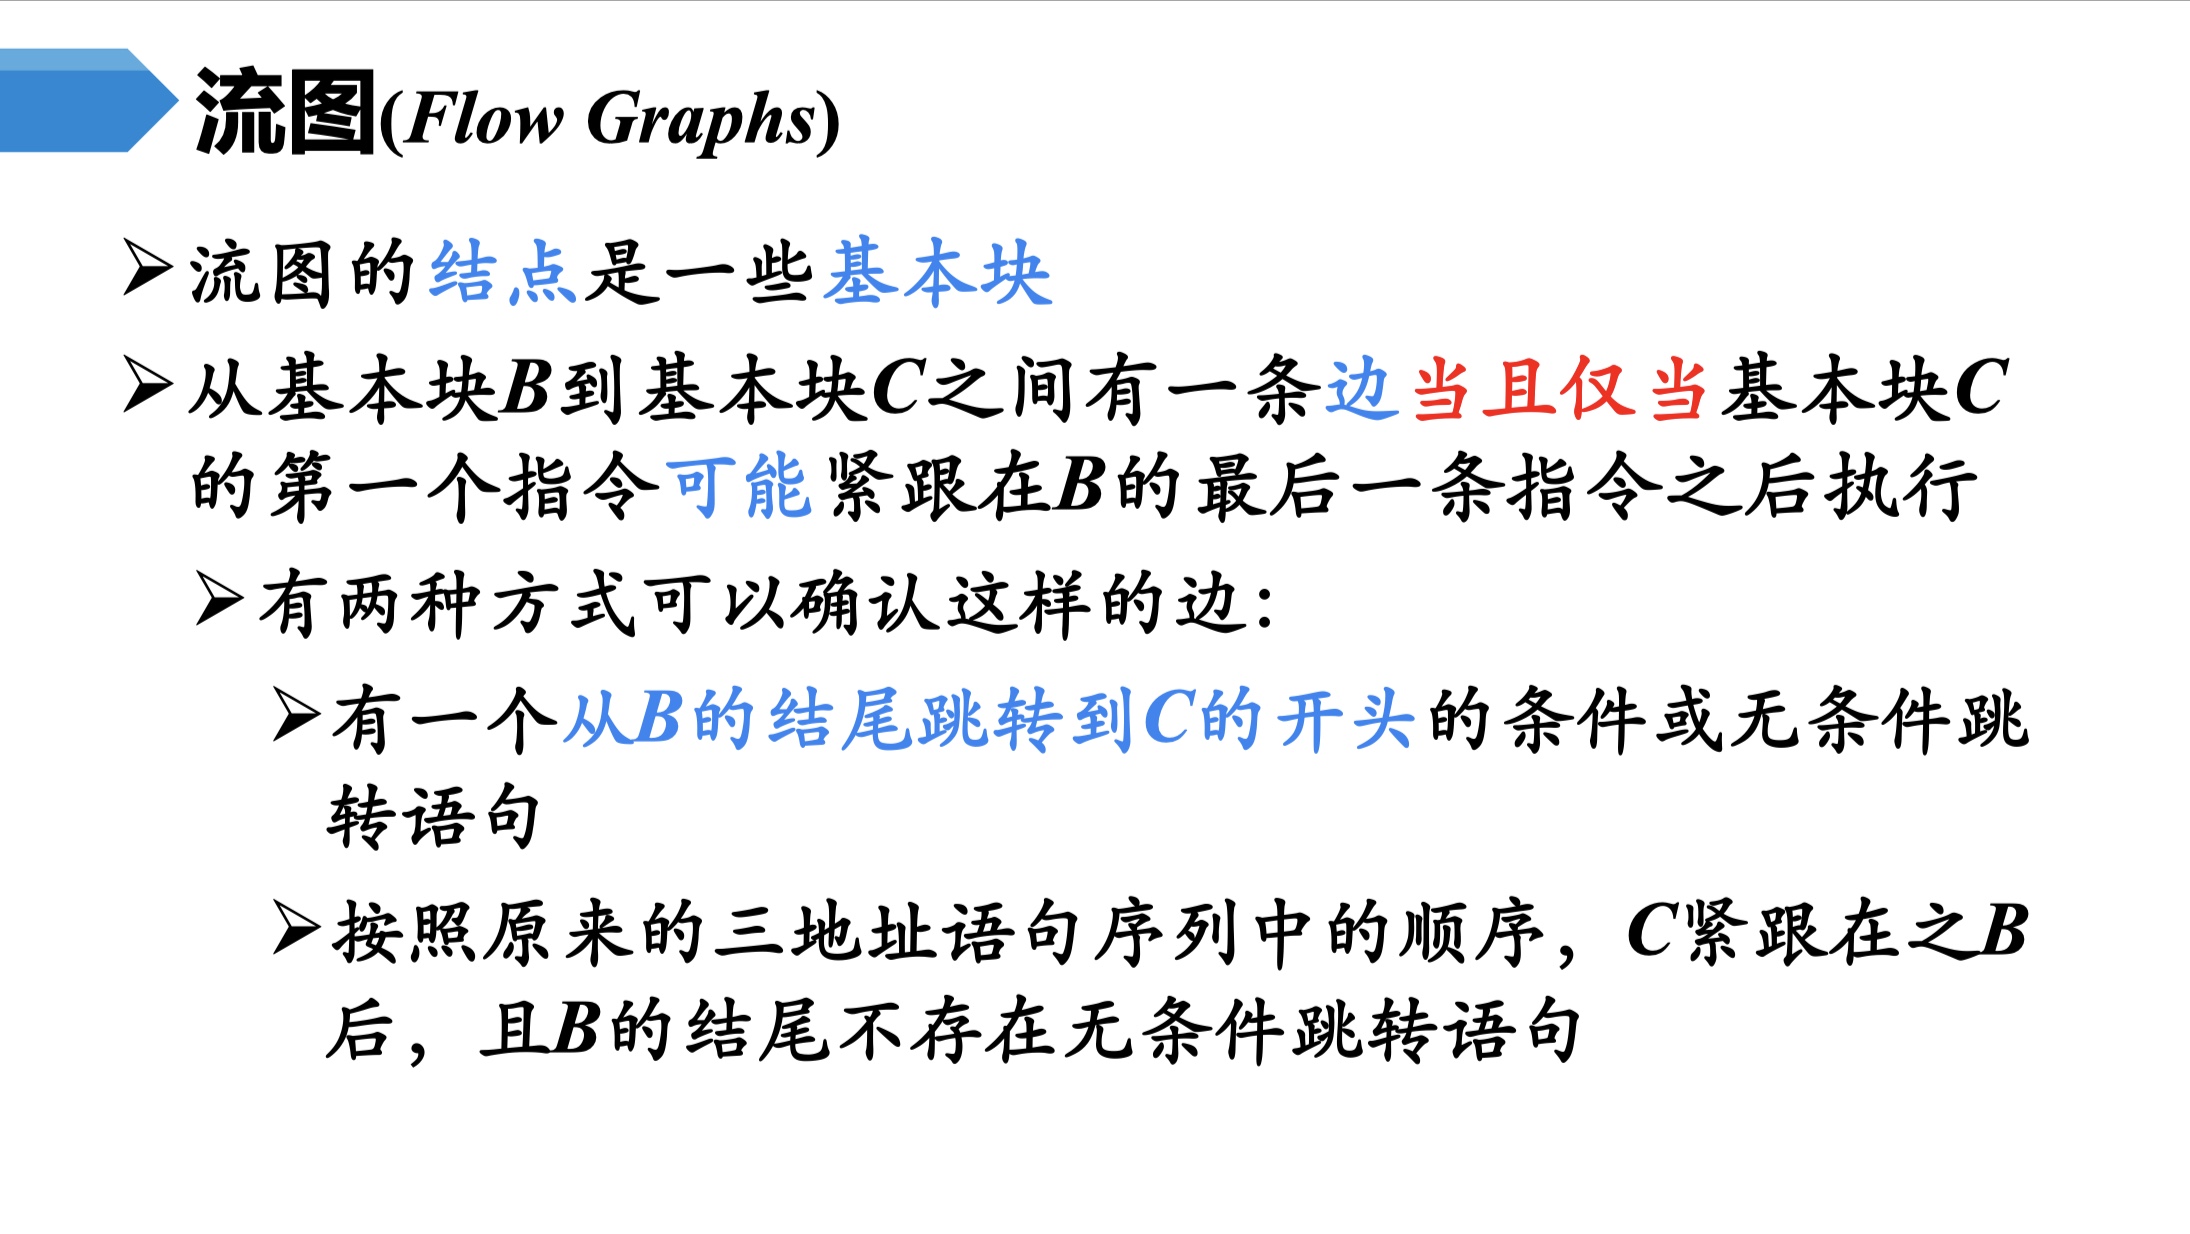 流图(Flow Graphs)
流图的结点是一些基本块
从基本块B到基本块C之间有一条边当且仅当基本块C
的第一个指令可能紧跟在B的最后一条指令之后执行
有两种方式可以确认这样的边：
有一个从B的结尾跳转到C的开头的条件或无条件跳
转语句
按照原来的三地址语句序列中的顺序，C紧跟在之B
后，且B的结尾不存在无条件跳转语句